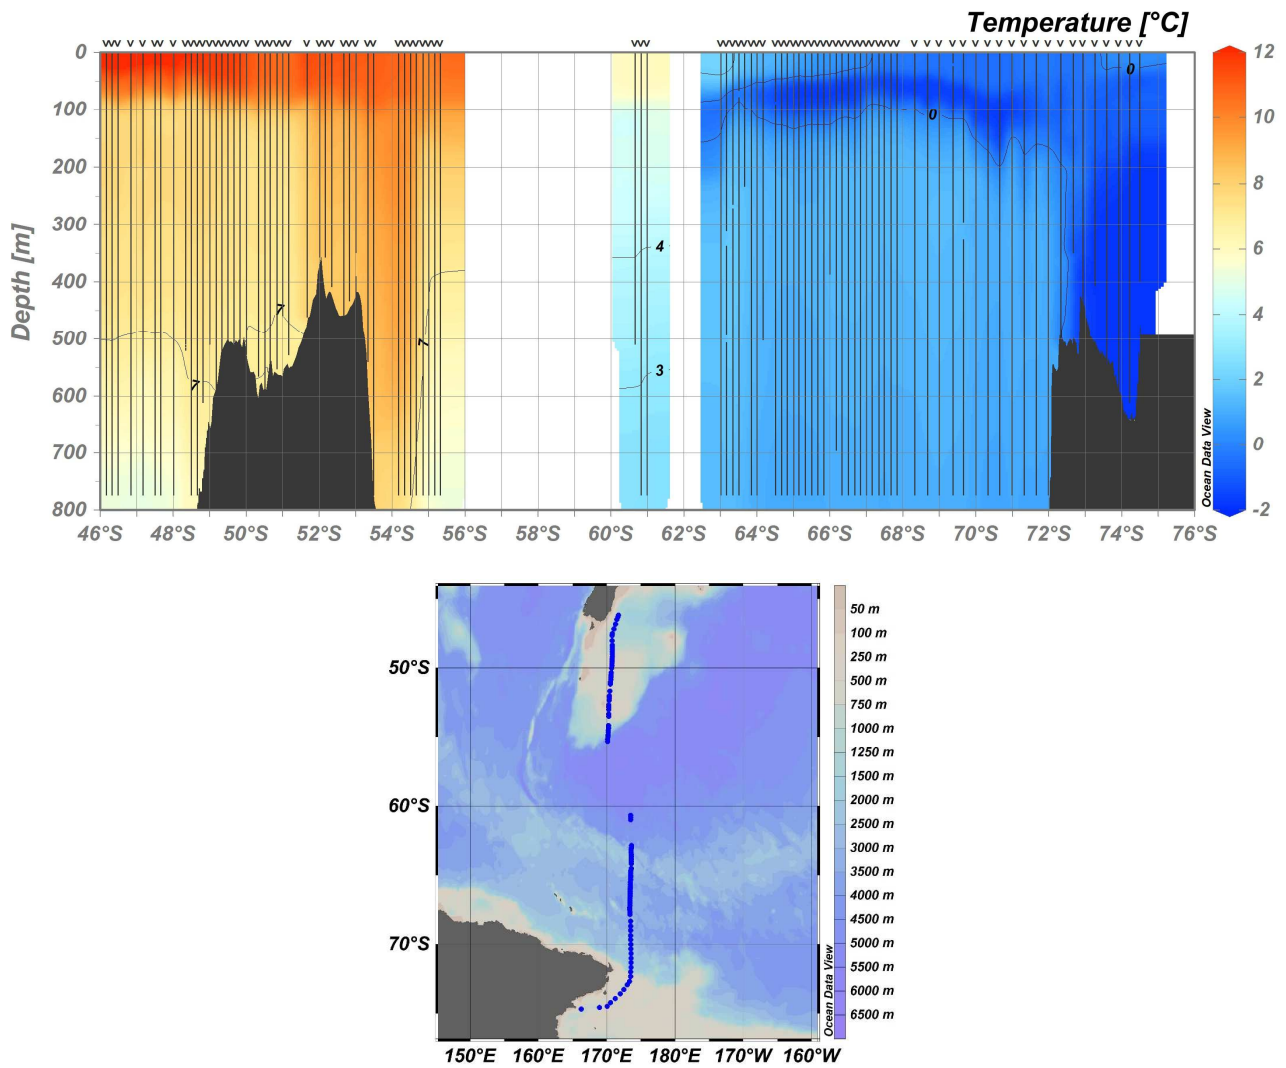 Temperature [°C]
0
100
200
300
400
500
600
700
800
Depth [m]
46°S 48°S 50°S 52°S 54°S 56°S 58°S 60°S 62°S 64°S 66°S 68°S 70°S 72°S 74°S 76°S
7
7
7
4
3
0
0
Ocean Data View
12
10
8
6
4
2
0
-2
50°S
60°S
70°S
150°E 160°E 170°E 180°E 170°W 160°W
Ocean Data View
50 m
100 m
250 m
500 m
750 m
1000 m
1250 m
1500 m
2000 m
2500 m
3000 m
3500 m
4000 m
4500 m
5000 m
5500 m
6000 m
6500 m